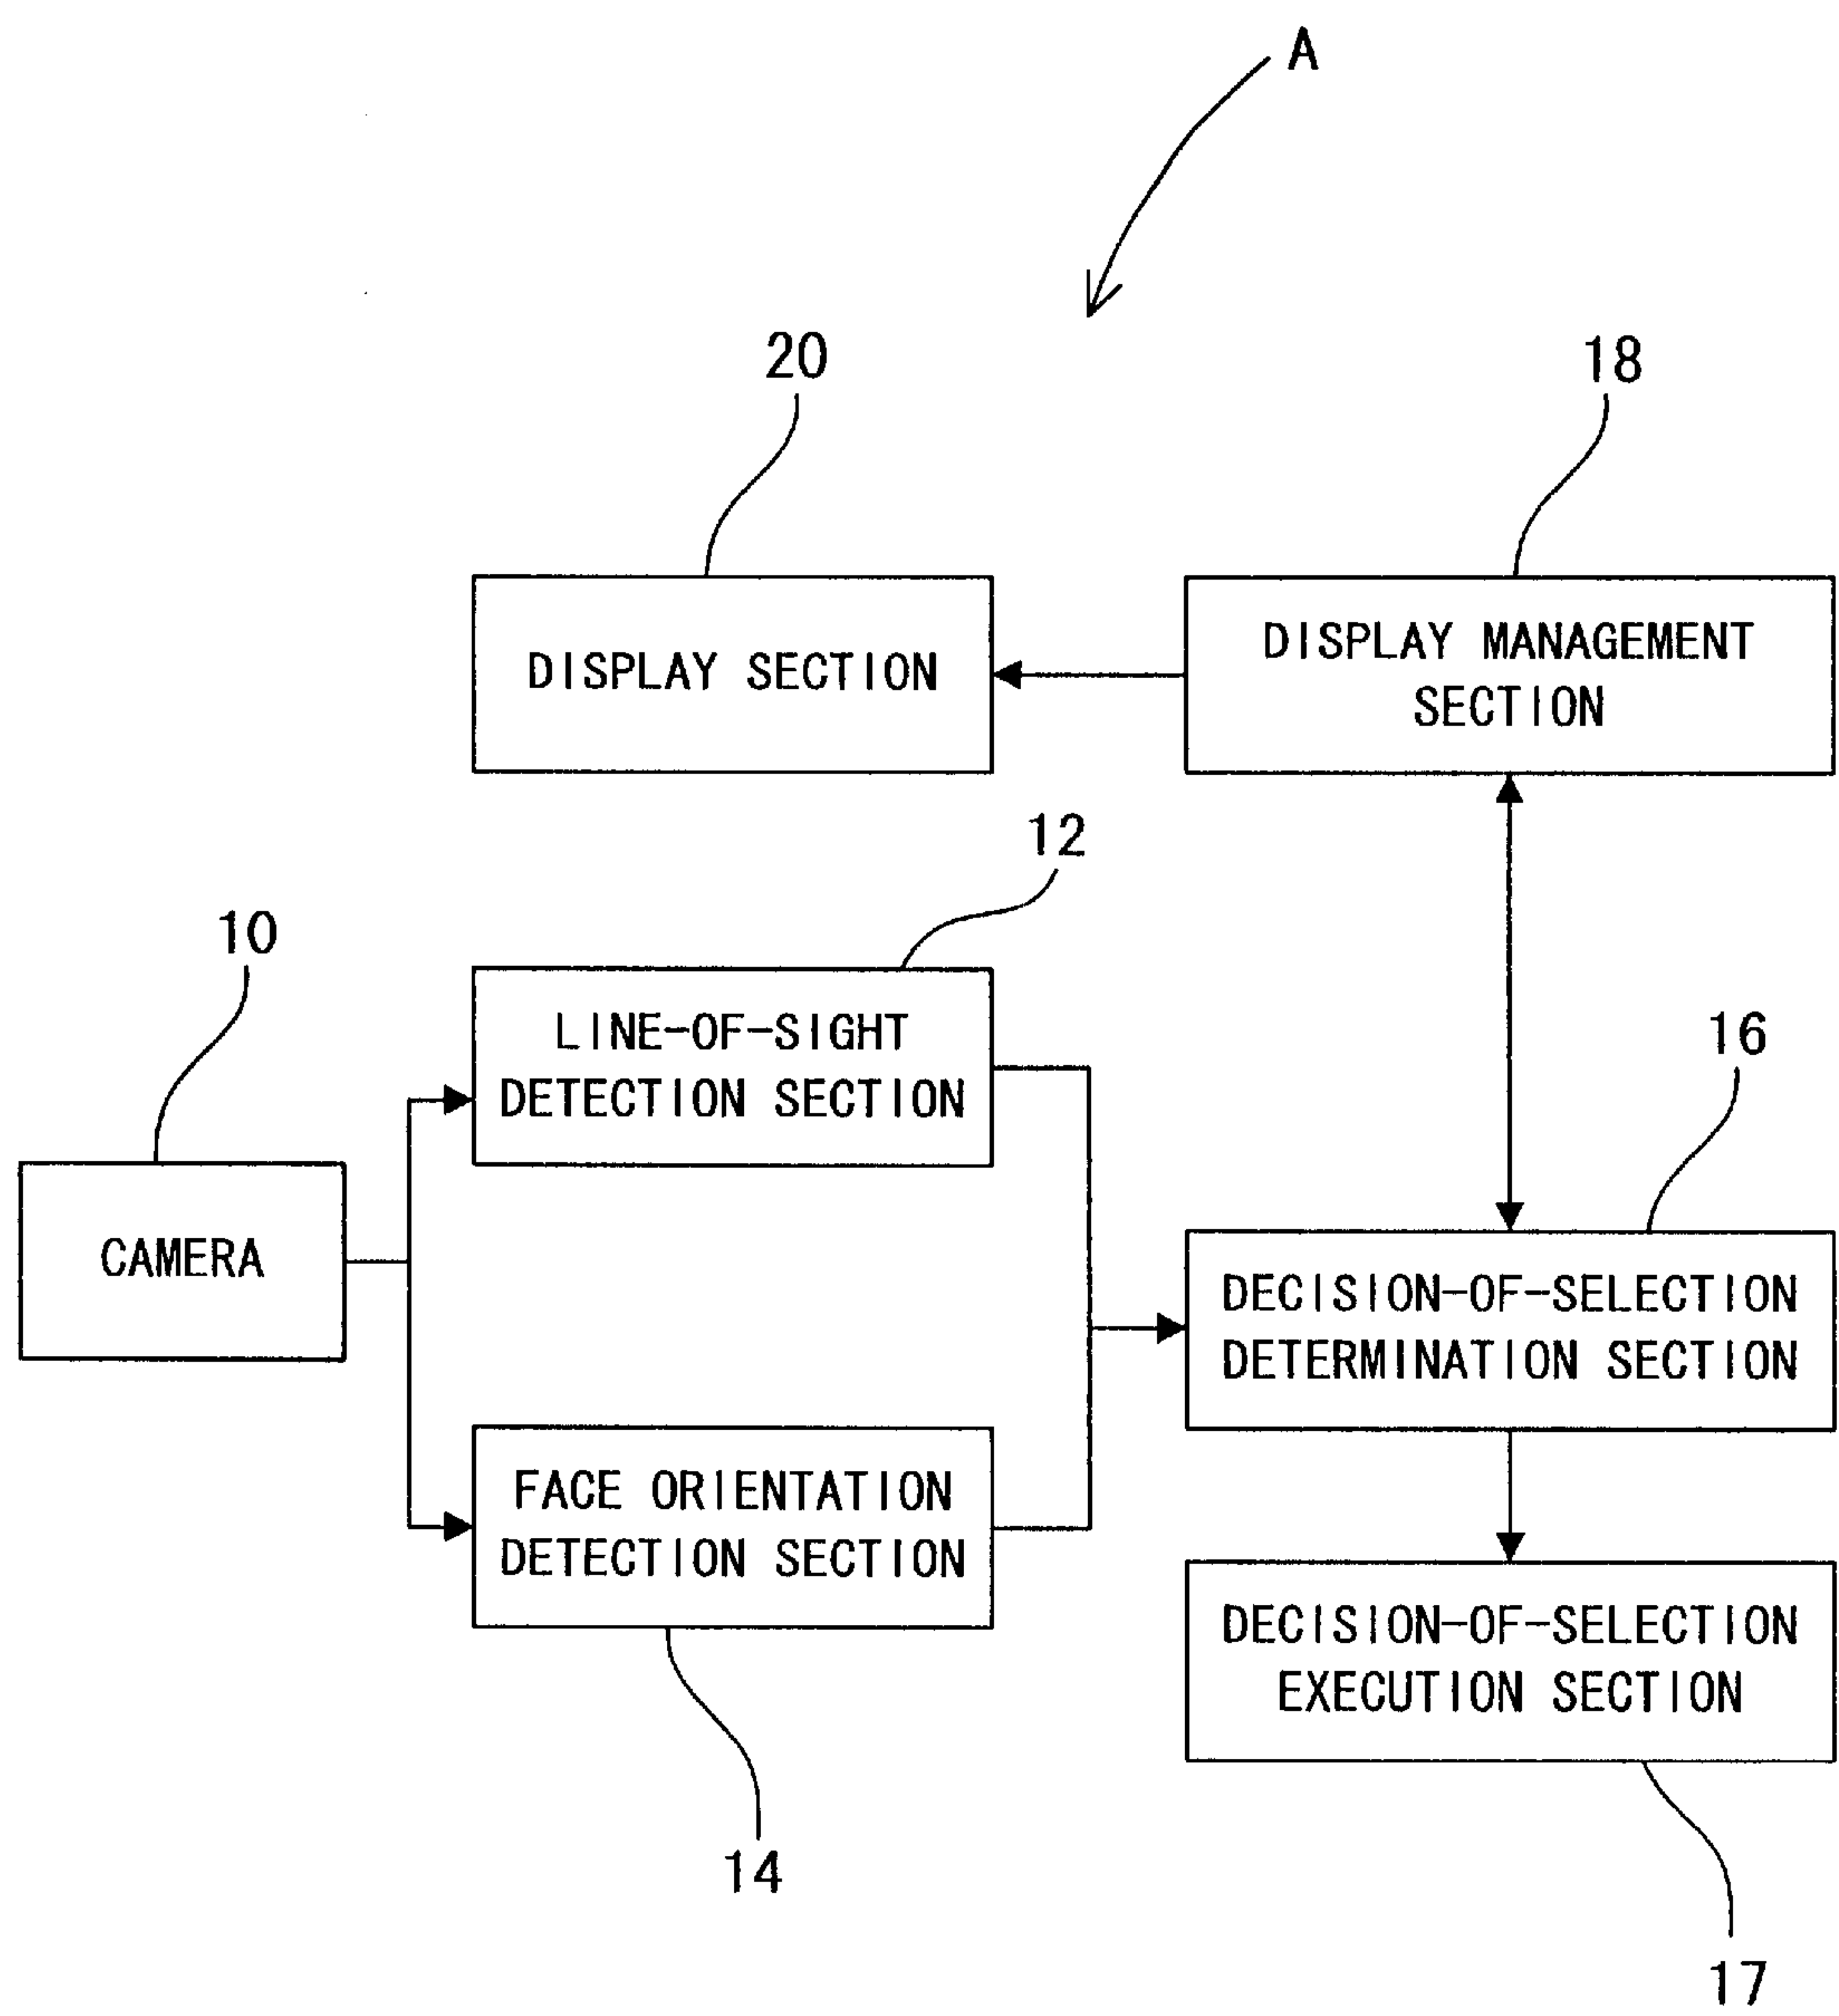 A
20
18
DISPLAY SECTION
DISPLAY MANAGEMENT
SECTION
12
10
LINE-OF-SIGHT
DETECTION SECTION
16
CAMERA
DECISION-OF-SELECTION
DETERMINATION SECTION
FACE ORIENTATION
DETECTION SECTION
DECISION-OF-SELECTION
EXECUTION SECTION
14
17